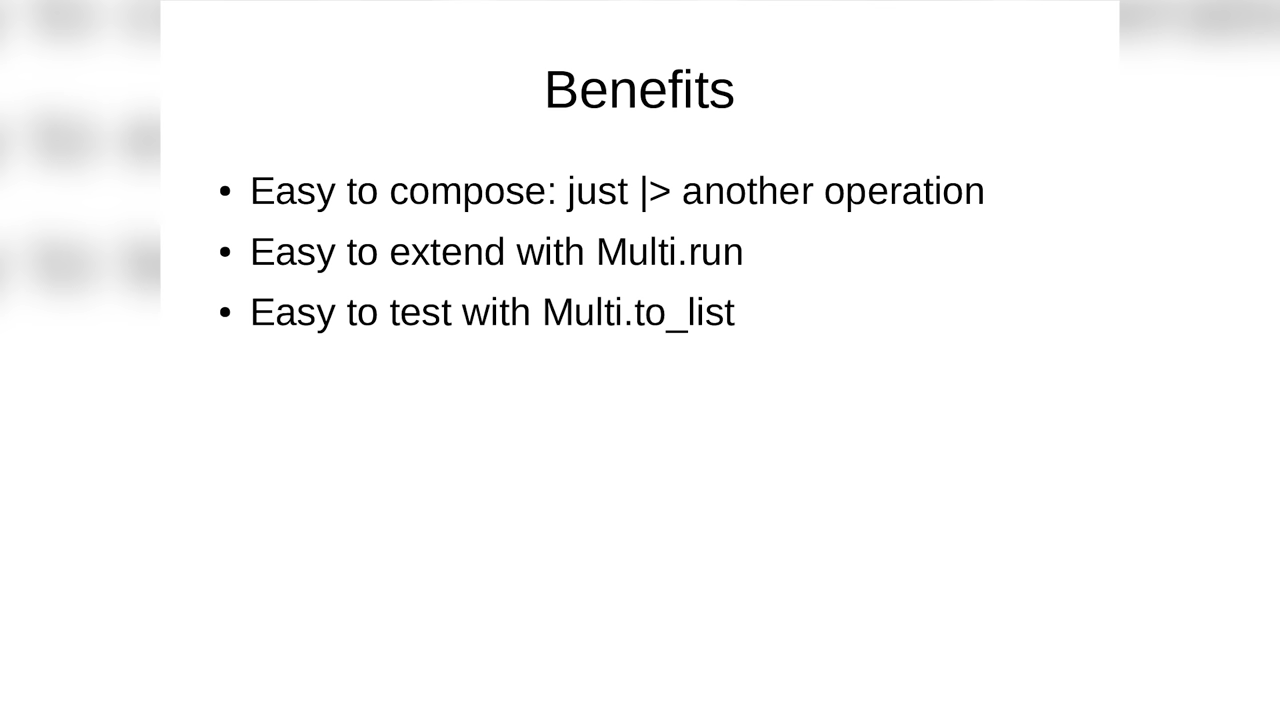 Benefits
• Easy to compose: just |> another operation
• Easy to extend with Multi.run
• Easy to test with Multi.to_list